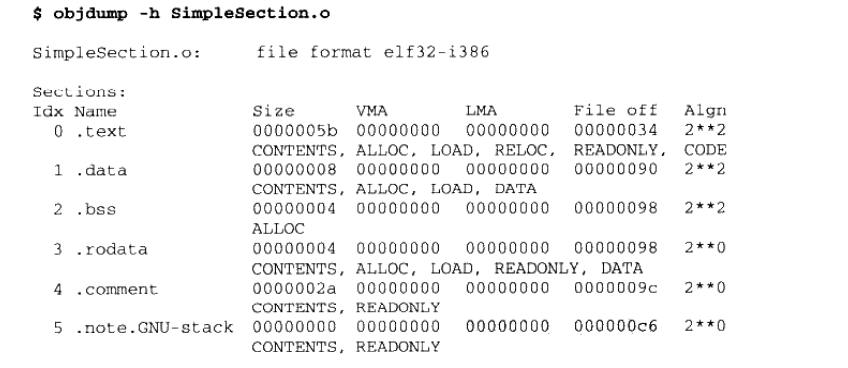 $ objdump -h SimpleSection.o
SimpleSection.o:     file format elf32-i386
Sections:
Idx Name          Size      VMA       LMA       File off  Algn
  0 .text         0000005b  00000000  00000000  00000034  2**2
                  CONTENTS, ALLOC, LOAD, RELOC, READONLY, CODE
  1 .data         00000008  00000000  00000000  00000090  2**2
                  CONTENTS, ALLOC, LOAD, DATA
  2 .bss          00000004  00000000  00000000  00000098  2**2
                  ALLOC
  3 .rodata       00000004  00000000  00000000  00000098  2**0
                  CONTENTS, ALLOC, LOAD, READONLY, DATA
  4 .comment      0000002a  00000000  00000000  0000009c  2**0
                  CONTENTS, READONLY
  5 .note.GNU-stack 00000000  00000000  00000000  000000c6  2**0
                  CONTENTS, READONLY